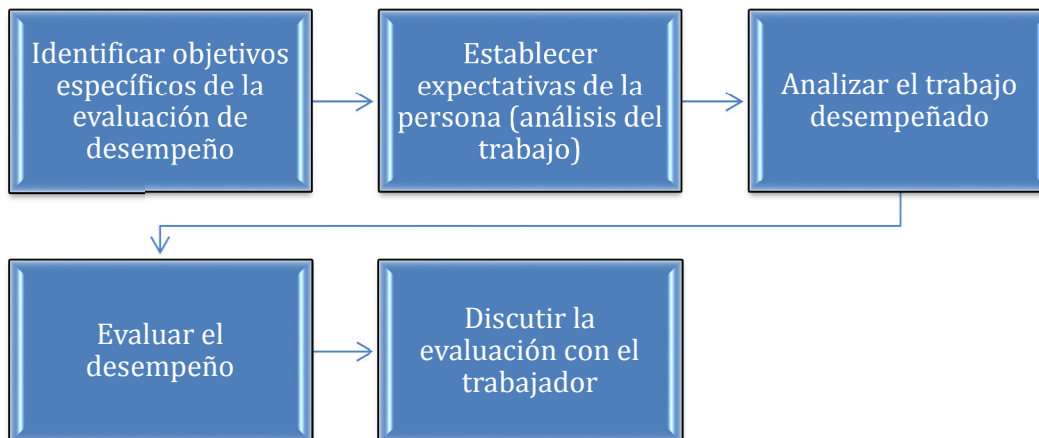 Identificar objetivos
específicos de la
evaluación de
desempeño
Establecer
expectativas de la
persona (análisis del
trabajo)
Analizar el trabajo
desempeñado
Evaluar el
desempeño
Discutir la
evaluación con el
trabajador